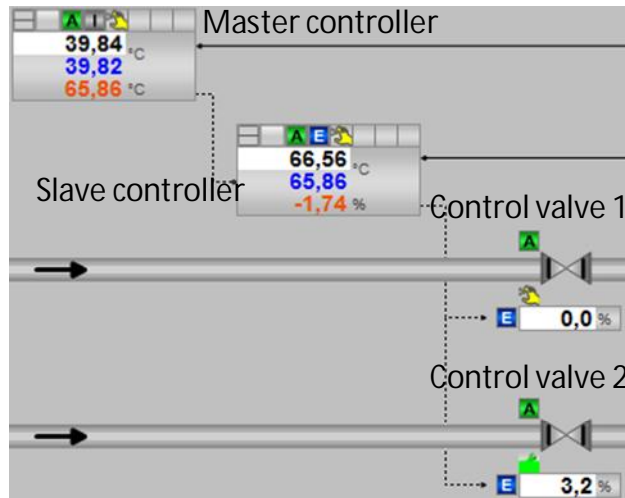 A I
Master controller
39,84 °C
39,82
65,86 °C
A E
66,56 °C
65,86
-1,74 %
Slave controller
Control valve 1
A
E 0,0 %
Control valve 2
A
E 3,2 %